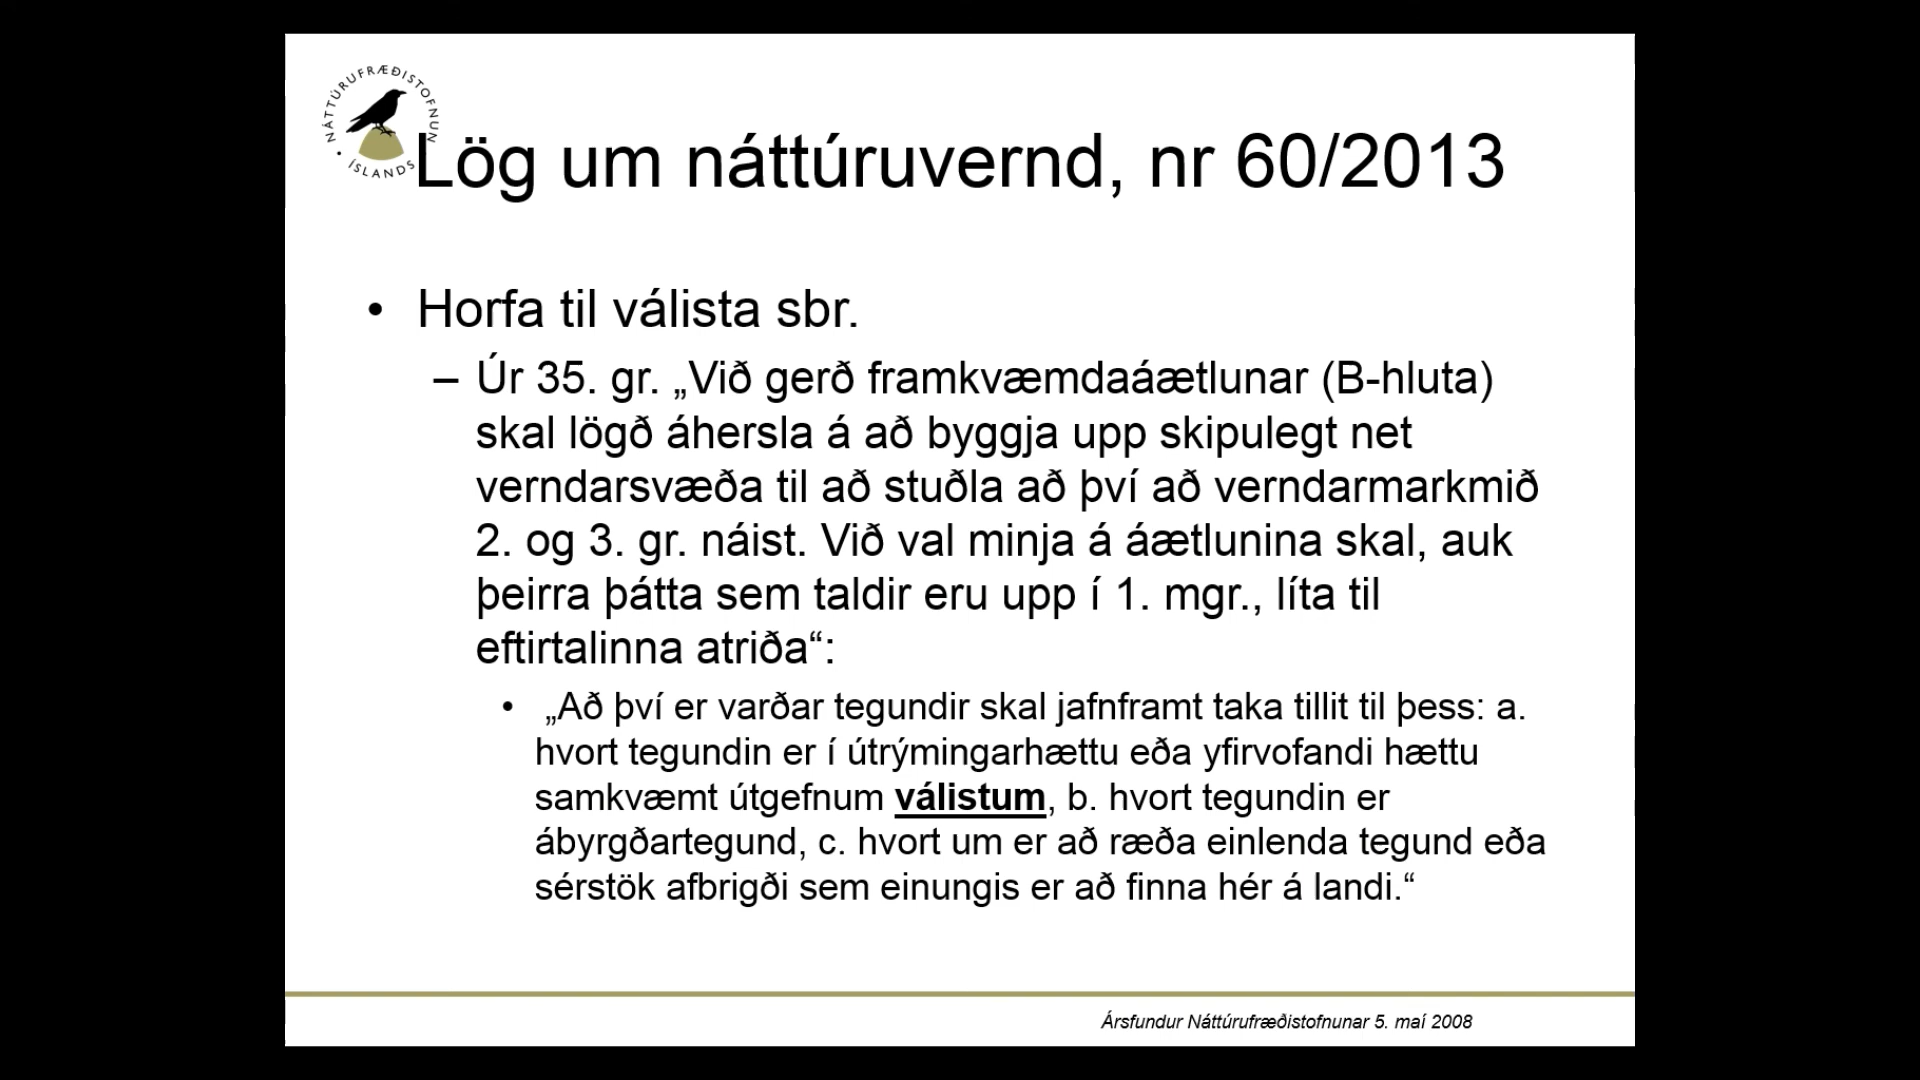 NÁTTÚRUFRÆÐISTOFNUN
• ÍSLANDS
Lög um náttúruvernd, nr 60/2013
• Horfa til válista sbr.
– Úr 35. gr. „Við gerð framkvæmdaáætlunar (B-hluta)
skal lögð áhersla á að byggja upp skipulegt net
verndarsvæða til að stuðla að því að verndarmarkmið
2. og 3. gr. náist. Við val minja á áætlunina skal, auk
þeirra þátta sem taldir eru upp í 1. mgr., líta til
eftirtalinna atriða“:
• „Að því er varðar tegundir skal jafnframt taka tillit til þess: a.
hvort tegundin er í útrýmingarhættu eða yfirvofandi hættu
samkvæmt útgefnum válistum, b. hvort tegundin er
ábyrgðartegund, c. hvort um er að ræða einlenda tegund eða
sérstök afbrigði sem einungis er að finna hér á landi.“
Ársfundur Náttúrufræðistofnunar 5. maí 2008